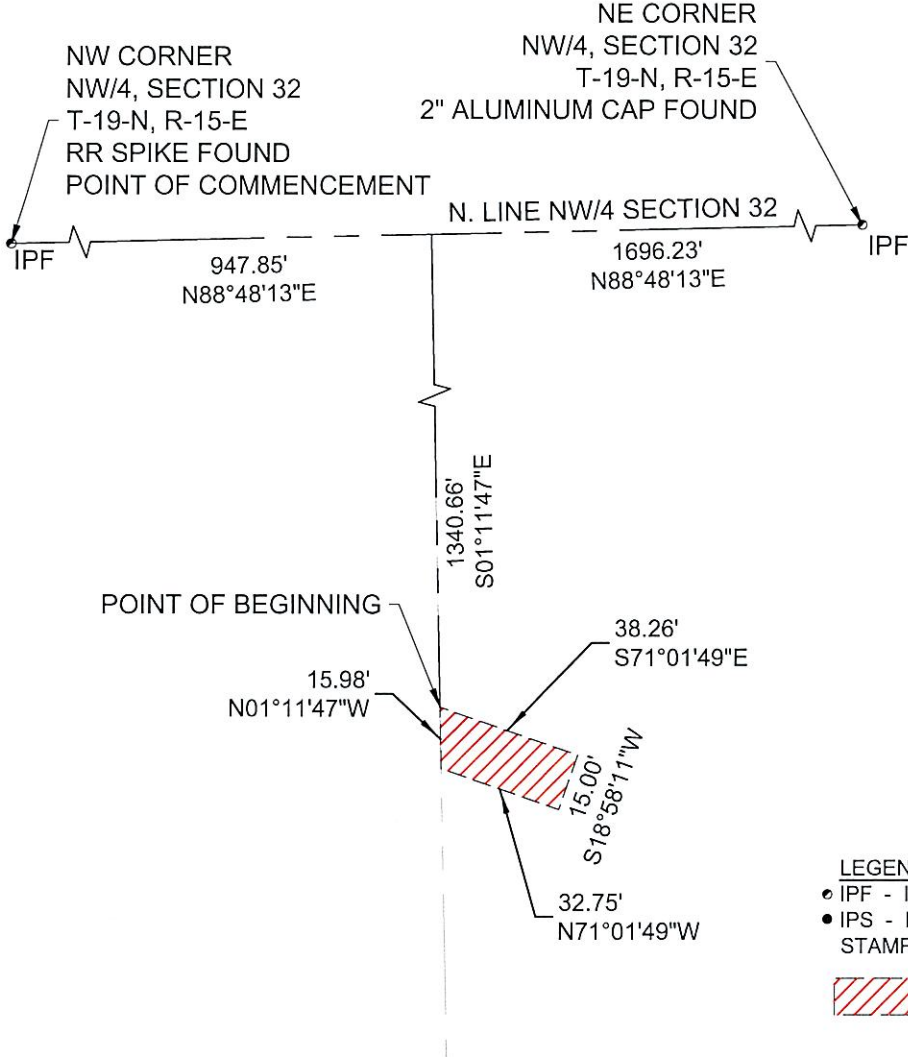 NW CORNER
NW/4, SECTION 32
T-19-N, R-15-E
RR SPIKE FOUND
POINT OF COMMENCEMENT
NE CORNER
NW/4, SECTION 32
T-19-N, R-15-E
2" ALUMINUM CAP FOUND
N. LINE NW/4 SECTION 32
IPF
IPF
947.85'
N88°48'13"E
1696.23'
N88°48'13"E
1340.66'
S01°11'47"E
POINT OF BEGINNING
38.26'
S71°01'49"E
15.98'
N01°11'47"W
15.00'
S18°58'11"W
32.75'
N71°01'49"W
LEGEN
IPF -
IPS -
STAMP